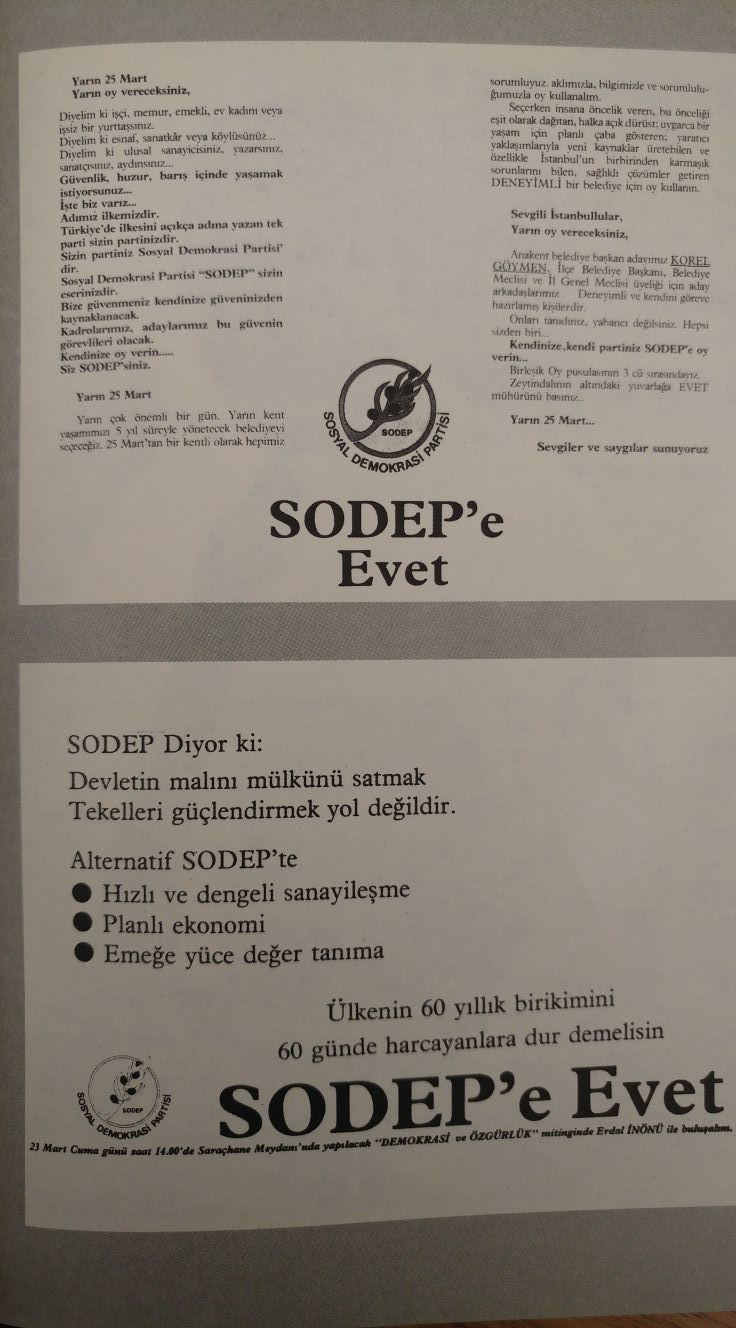 Yarın 25 Mart
Yarın oy vereceksiniz,
Diyelim ki işçi, memur, emekli, ev kadını veya
işsiz bir yurttaşsınız.
Diyelim ki esnaf, sanatkâr veya köylüsünüz...
Diyelim ki ulusal sanayicisiniz, yazarsınız,
sanatçısınız, aydınsınız...
Güvenlik, huzur, barış içinde yaşamak
istiyorsunuz...
İşte biz varız...
Adımız ilkemizdir.
Türkiye'de ilkesini açıkça adına yazan tek
parti sizin partinizdir.
Sizin partiniz Sosyal Demokrasi Partisi'
dir.
Sosyal Demokrasi Partisi "SODEP" sizin
eserinizdir.
Bize güvenmeniz kendinize güveninizden
kaynaklanacak.
Kadrolarımız, adaylarımız bu güvenin
görevlileri olacak.
Kendinize oy verin.....
Siz SODEP'siniz.
Yarın 25 Mart
Yarın çok önemli bir gün. Yarın kent
yaşamımızı 5 yıl süreyle yönetecek belediyeyi
seçeceğiz. 25 Mart'tan bir kentli olarak hepimiz
sorumluyuz. aklımızla, bilgimizle ve sorumlulu-
ğumuzla oy kullanalım.
Seçerken insana öncelik veren, bu önceliği
eşit olarak dağıtan, halka açık dürüst; uygarca bir
yaşam için planlı çaba gösteren; yaratıcı
yaklaşımlarıyla yeni kaynaklar üretebilen ve
özellikle İstanbul'un birbirinden karmaşık
sorunlarını bilen, sağlıklı çözümler getiren
DENEYİMLİ bir belediye için oy kullanın.
Sevgili İstanbullular,
Yarın oy vereceksiniz,
Anakent belediye başkan adayımız KOREL
GÖYMEN, İlçe Belediye Başkanı, Belediye
Meclisi ve İl Genel Meclisi üyeliği için aday
arkadaşlarımız Deneyimli ve kendini göreve
hazırlamış kişilerdir.
Onları tanıdınız, yabancı değilsiniz. Hepsi
sizden biri...
Kendinize, kendi partiniz SODEP'e oy
verin...
Birleşik Oy pusulasının 3 cü sırasındayız.
Zeytindalının altındaki yuvarlağa EVET
mühürünü basınız..
Yarın 25 Mart...
Sevgiler ve saygılar sunuyoruz
SODEP
SOSYAL DEMOKRASİ PARTİSİ
SODEP'e
Evet
SODEP Diyor ki:
Devletin malını mülkünü satmak
Tekelleri güçlendirmek yol değildir.
Alternatif SODEP'te
● Hızlı ve dengeli sanayileşme
● Planlı ekonomi
● Emeğe yüce değer tanıma
Ülkenin 60 yıllık birikimini
60 günde harcayanlara dur demelisin
SODEP
SOSYAL DEMOKRASİ PARTİSİ
SODEP'e Evet
23 Mart Cuma günü saat 14.00'de Saraçhane Meydanı'nda yapılacak "DEMOKRASİ ve ÖZGÜRLÜK" mitinginde Erdal İNÖNÜ ile buluşalım.